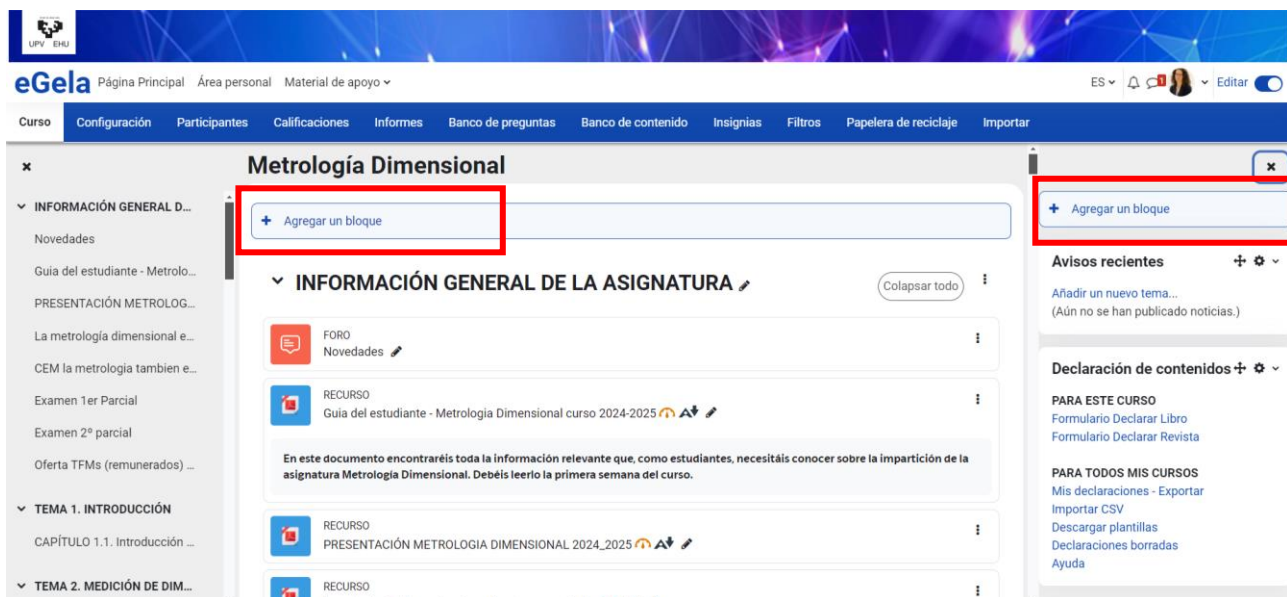 UPV EHU
eGela Página Principal Área personal Material de apoyo ES 1 Editar
Curso Configuración Participantes Calificaciones Informes Banco de preguntas Banco de contenido Insignias Filtros Papelera de reciclaje Importar
INFORMACIÓN GENERAL D...
Novedades
Guia del estudiante - Metrolo...
PRESENTACIÓN METROLOG...
La metrología dimensional e...
CEM la metrologia tambien e...
Examen 1er Parcial
Examen 2º parcial
Oferta TFMs (remunerados) ...
TEMA 1. INTRODUCCIÓN
CAPÍTULO 1.1. Introducción ...
TEMA 2. MEDICIÓN DE DIM...
Metrología Dimensional
+ Agregar un bloque
INFORMACIÓN GENERAL DE LA ASIGNATURA
Colapsar todo
FORO
Novedades
RECURSO
Guia del estudiante - Metrologia Dimensional curso 2024-2025
En este documento encontraréis toda la información relevante que, como estudiantes, necesitáis conocer sobre la impartición de la
asignatura Metrología Dimensional. Debéis leerlo la primera semana del curso.
RECURSO
PRESENTACIÓN METROLOGIA DIMENSIONAL 2024_2025
RECURSO
+ Agregar un bloque
Avisos recientes
Añadir un nuevo tema...
(Aún no se han publicado noticias.)
Declaración de contenidos
PARA ESTE CURSO
Formulario Declarar Libro
Formulario Declarar Revista
PARA TODOS MIS CURSOS
Mis declaraciones - Exportar
Importar CSV
Descargar plantillas
Declaraciones borradas
Ayuda